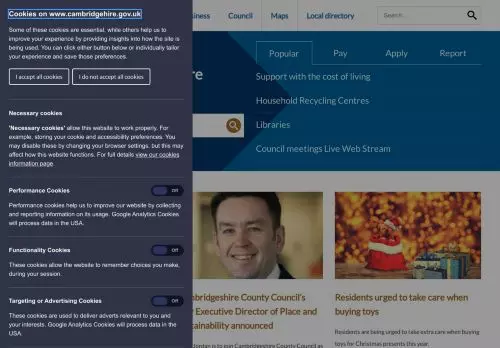 Cookies on www.cambridgehire.gov.uk
Some of these cookies are essential, while others help us to
improve your experience by providing insights into how the site is
being used. You can click either button below or individually tailor
your experience and save those preferences.
I accept all cookies
I do not accept all cookies
Necessary cookies
'Necessary cookies' allow this website to work properly. For
example, storing your cookie and accessibility preferences. You
may disable these by changing your browser settings, but this may
affect how this website functions. For full details view our cookies
information page.
Performance Cookies
Off
Performance cookies help us to improve our website by collecting
and reporting information on its usage. Google Analytics Cookies
will process data in the USA.
Functionality Cookies
Off
These cookies allow the website to remember choices you make,
during your session.
Targeting or Advertising Cookies
Off
These cookies are used to deliver adverts relevant to you and
your interests. Google Analytics Cookies will process data in the
USA.
siness
Council
Maps
Local directory
Search...
re
Popular
Pay
Apply
Report
Support with the cost of living
Household Recycling Centres
Libraries
Council meetings Live Web Stream
mbridgeshire County Council's
Executive Director of Place and
tainability announced
Jordan is to join Cambridgeshire County Council as
Residents urged to take care when
buying toys
Residents are being urged to take extra care when buying
toys for Christmas presents this year.